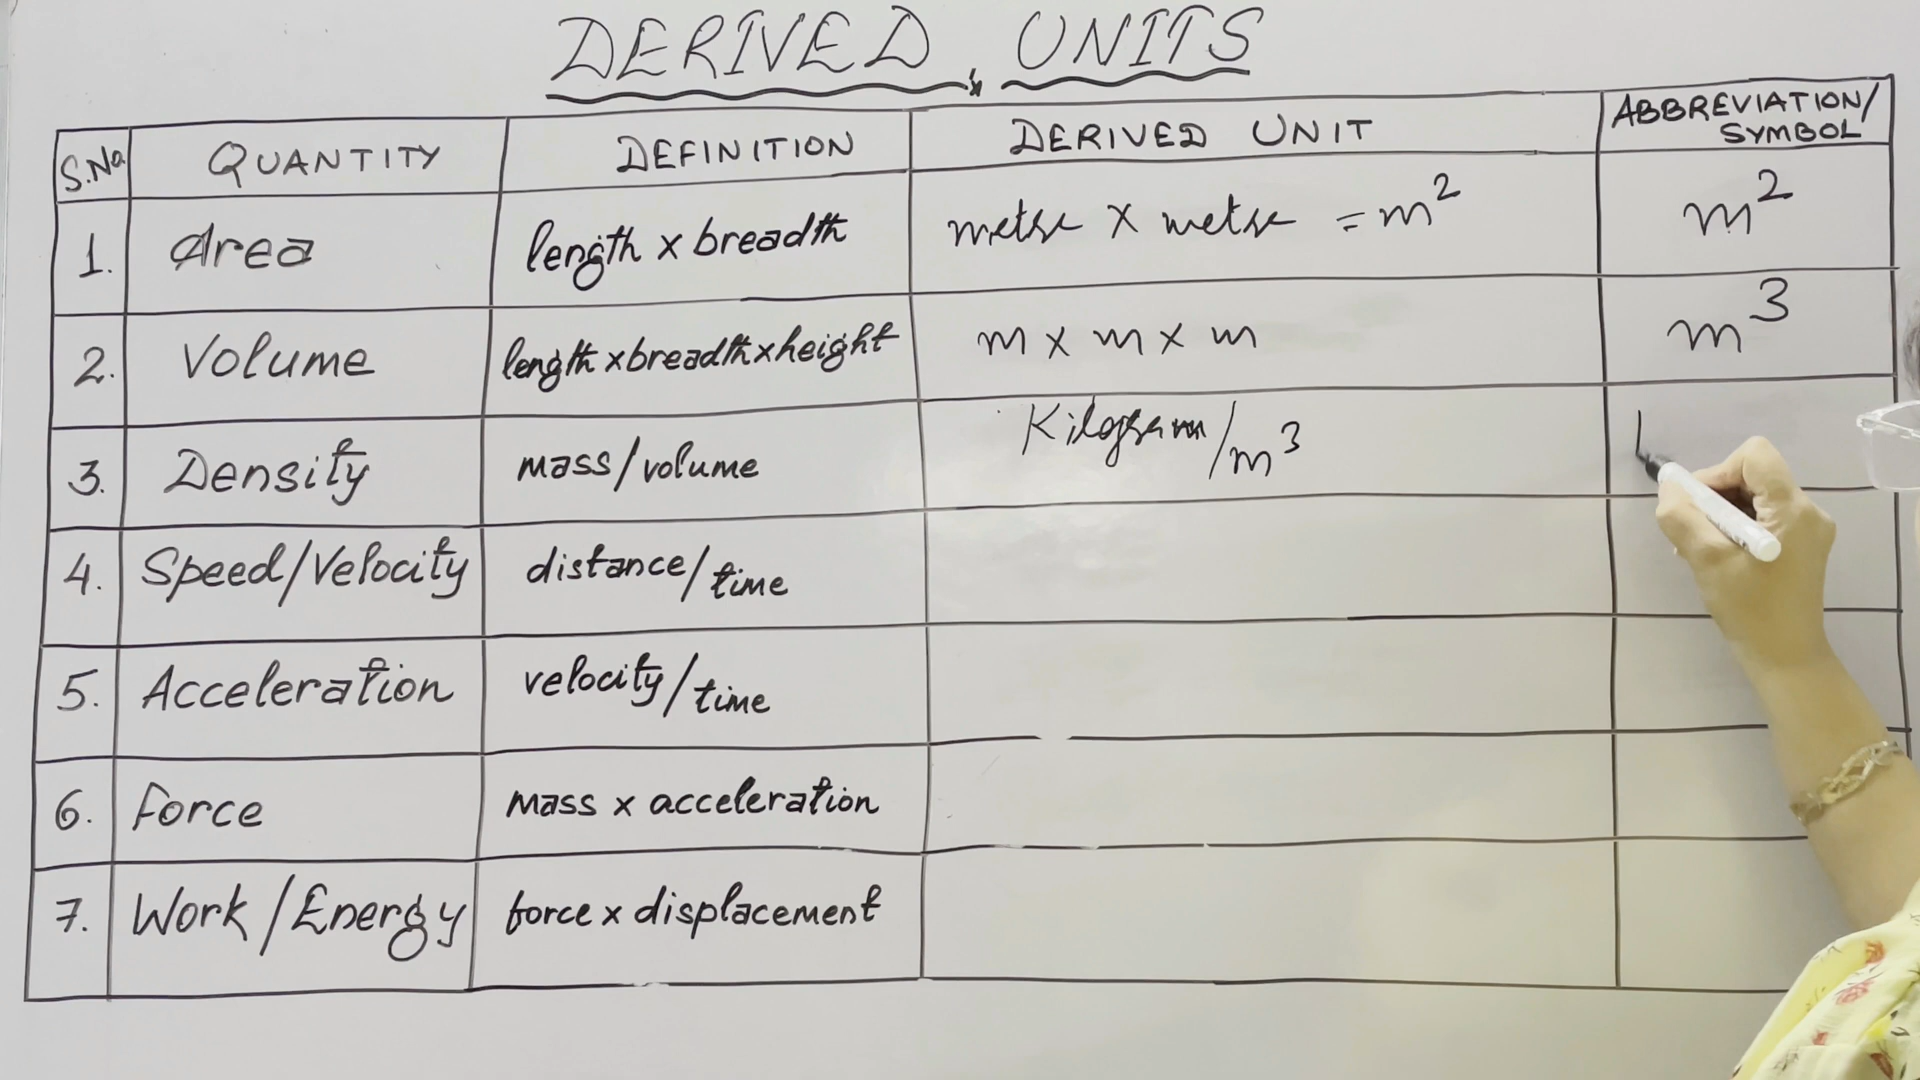 DERIVED UNITS
S.No. QUANTITY DEFINITION DERIVED UNIT ABBREVIATION/ SYMBOL
1. Area length x breadth metre x metre = m² m²
2. Volume length x breadth x height m x m x m m³
3. Density mass/volume Kilogram/m³
4. Speed/Velocity distance/time
5. Acceleration velocity/time
6. Force mass x acceleration
7. Work/Energy force x displacement